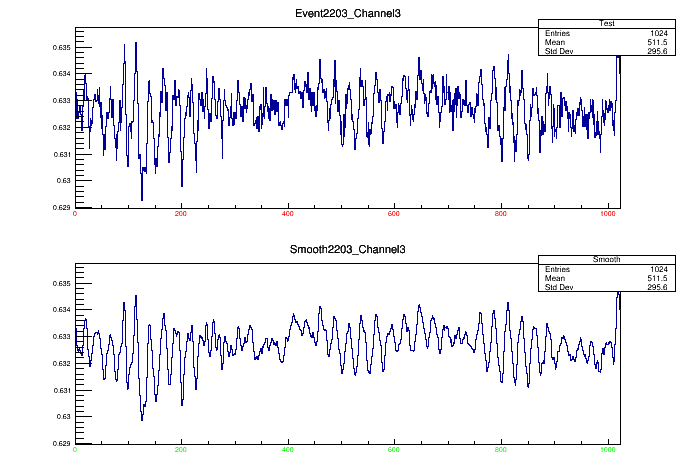 Event2203_Channel3
Test
Entries 1024
Mean 511.5
Std Dev 295.6
0.635
0.634
0.633
0.632
0.631
0.63
0.629
0 200 400 600 800 1000
Smooth2203_Channel3
Smooth
Entries 1024
Mean 511.5
Std Dev 295.6
0.635
0.634
0.633
0.632
0.631
0.63
0.629
0 200 400 600 800 1000